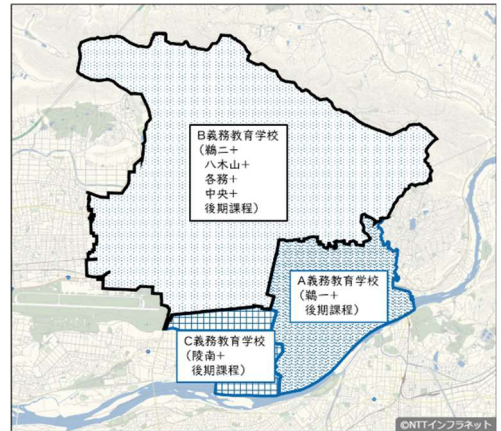 B義務教育学校
(鵜二+
八木山+
各務+
中央+
後期課程)
A義務教育学校
(鵜一+
後期課程)
C義務教育学校
(陵南+
後期課程)
©NTTインフラネット